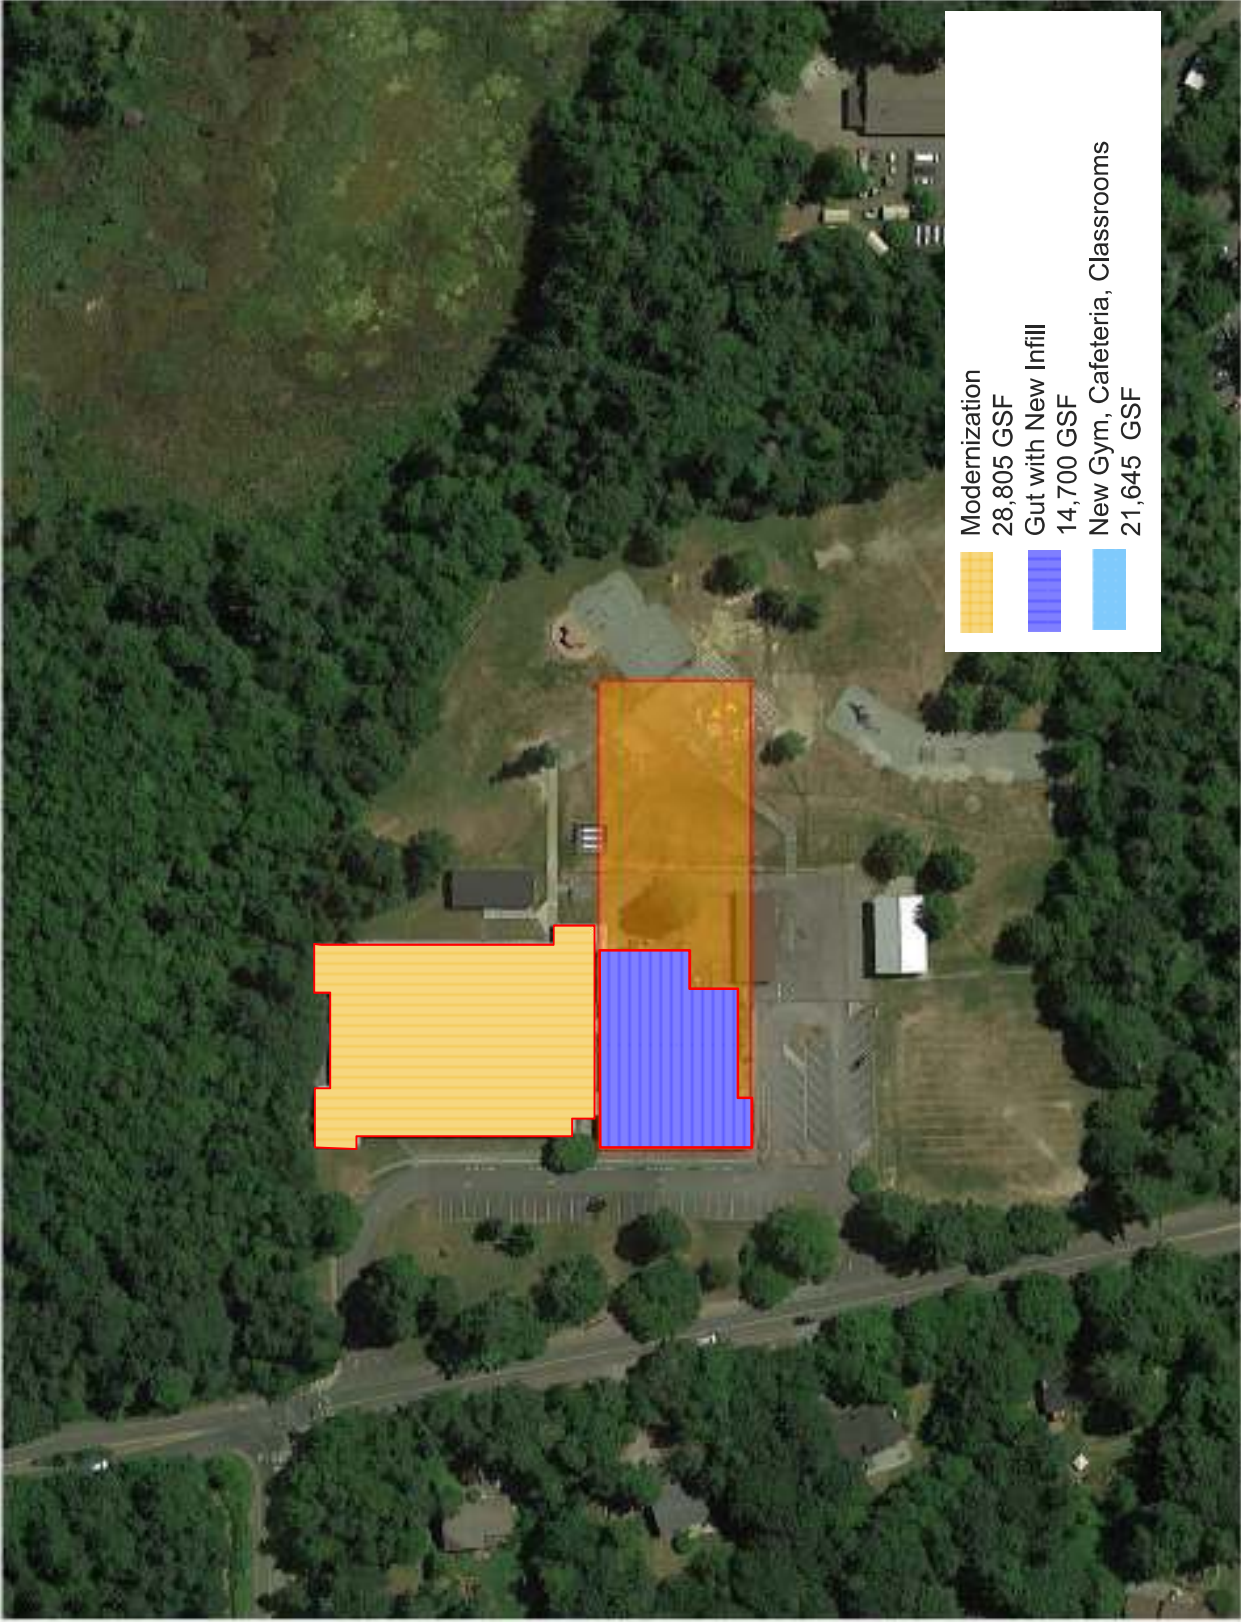 Modernization
28,805 GSF
Gut with New Infill
14,700 GSF
New Gym, Cafeteria, Classrooms
21,645 GSF